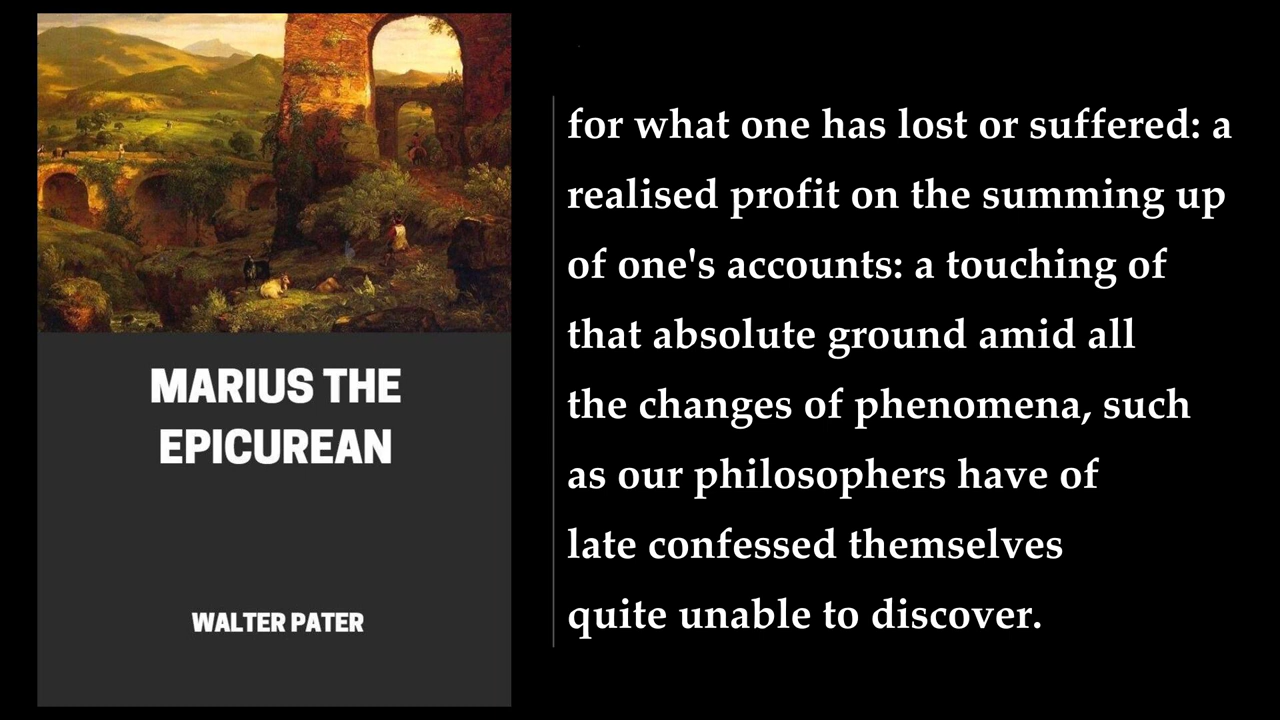 MARIUS THE
EPICUREAN
WALTER PATER
for what one has lost or suffered: a
realised profit on the summing up
of one's accounts: a touching of
that absolute ground amid all
the changes of phenomena, such
as our philosophers have of
late confessed themselves
quite unable to discover.